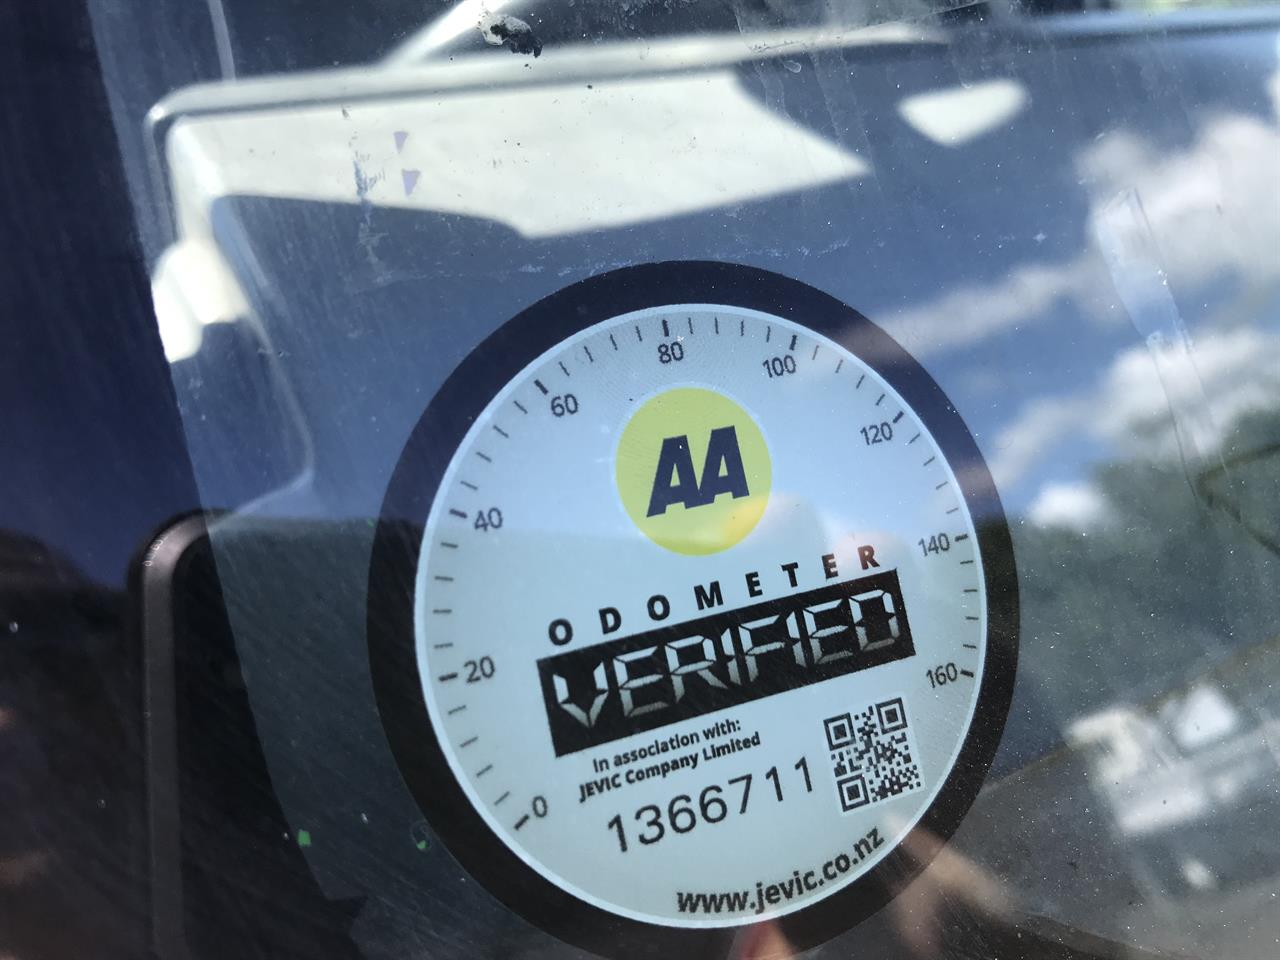 80
100
60
120
AA
40
140
ODOMETER
VERIFIED
20
160
In association with:
JEVIC Company Limited
1366711
0
www.jevic.co.nz